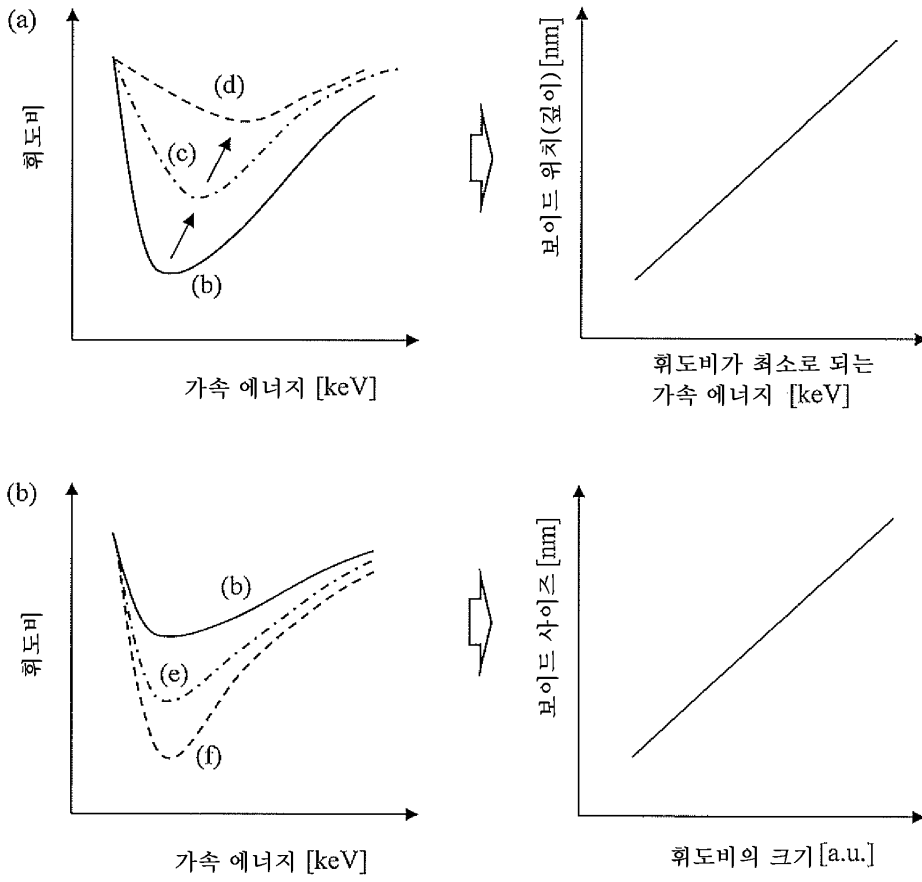 (a)
휘도비
(d)
(c)
(b)
가속 에너지 [keV]
보이드 위치(깊이) [nm]
휘도비가 최소로 되는
가속 에너지 [keV]
(b)
휘도비
(b)
(e)
(f)
가속 에너지 [keV]
보이드 사이즈 [nm]
휘도비의 크기 [a.u.]